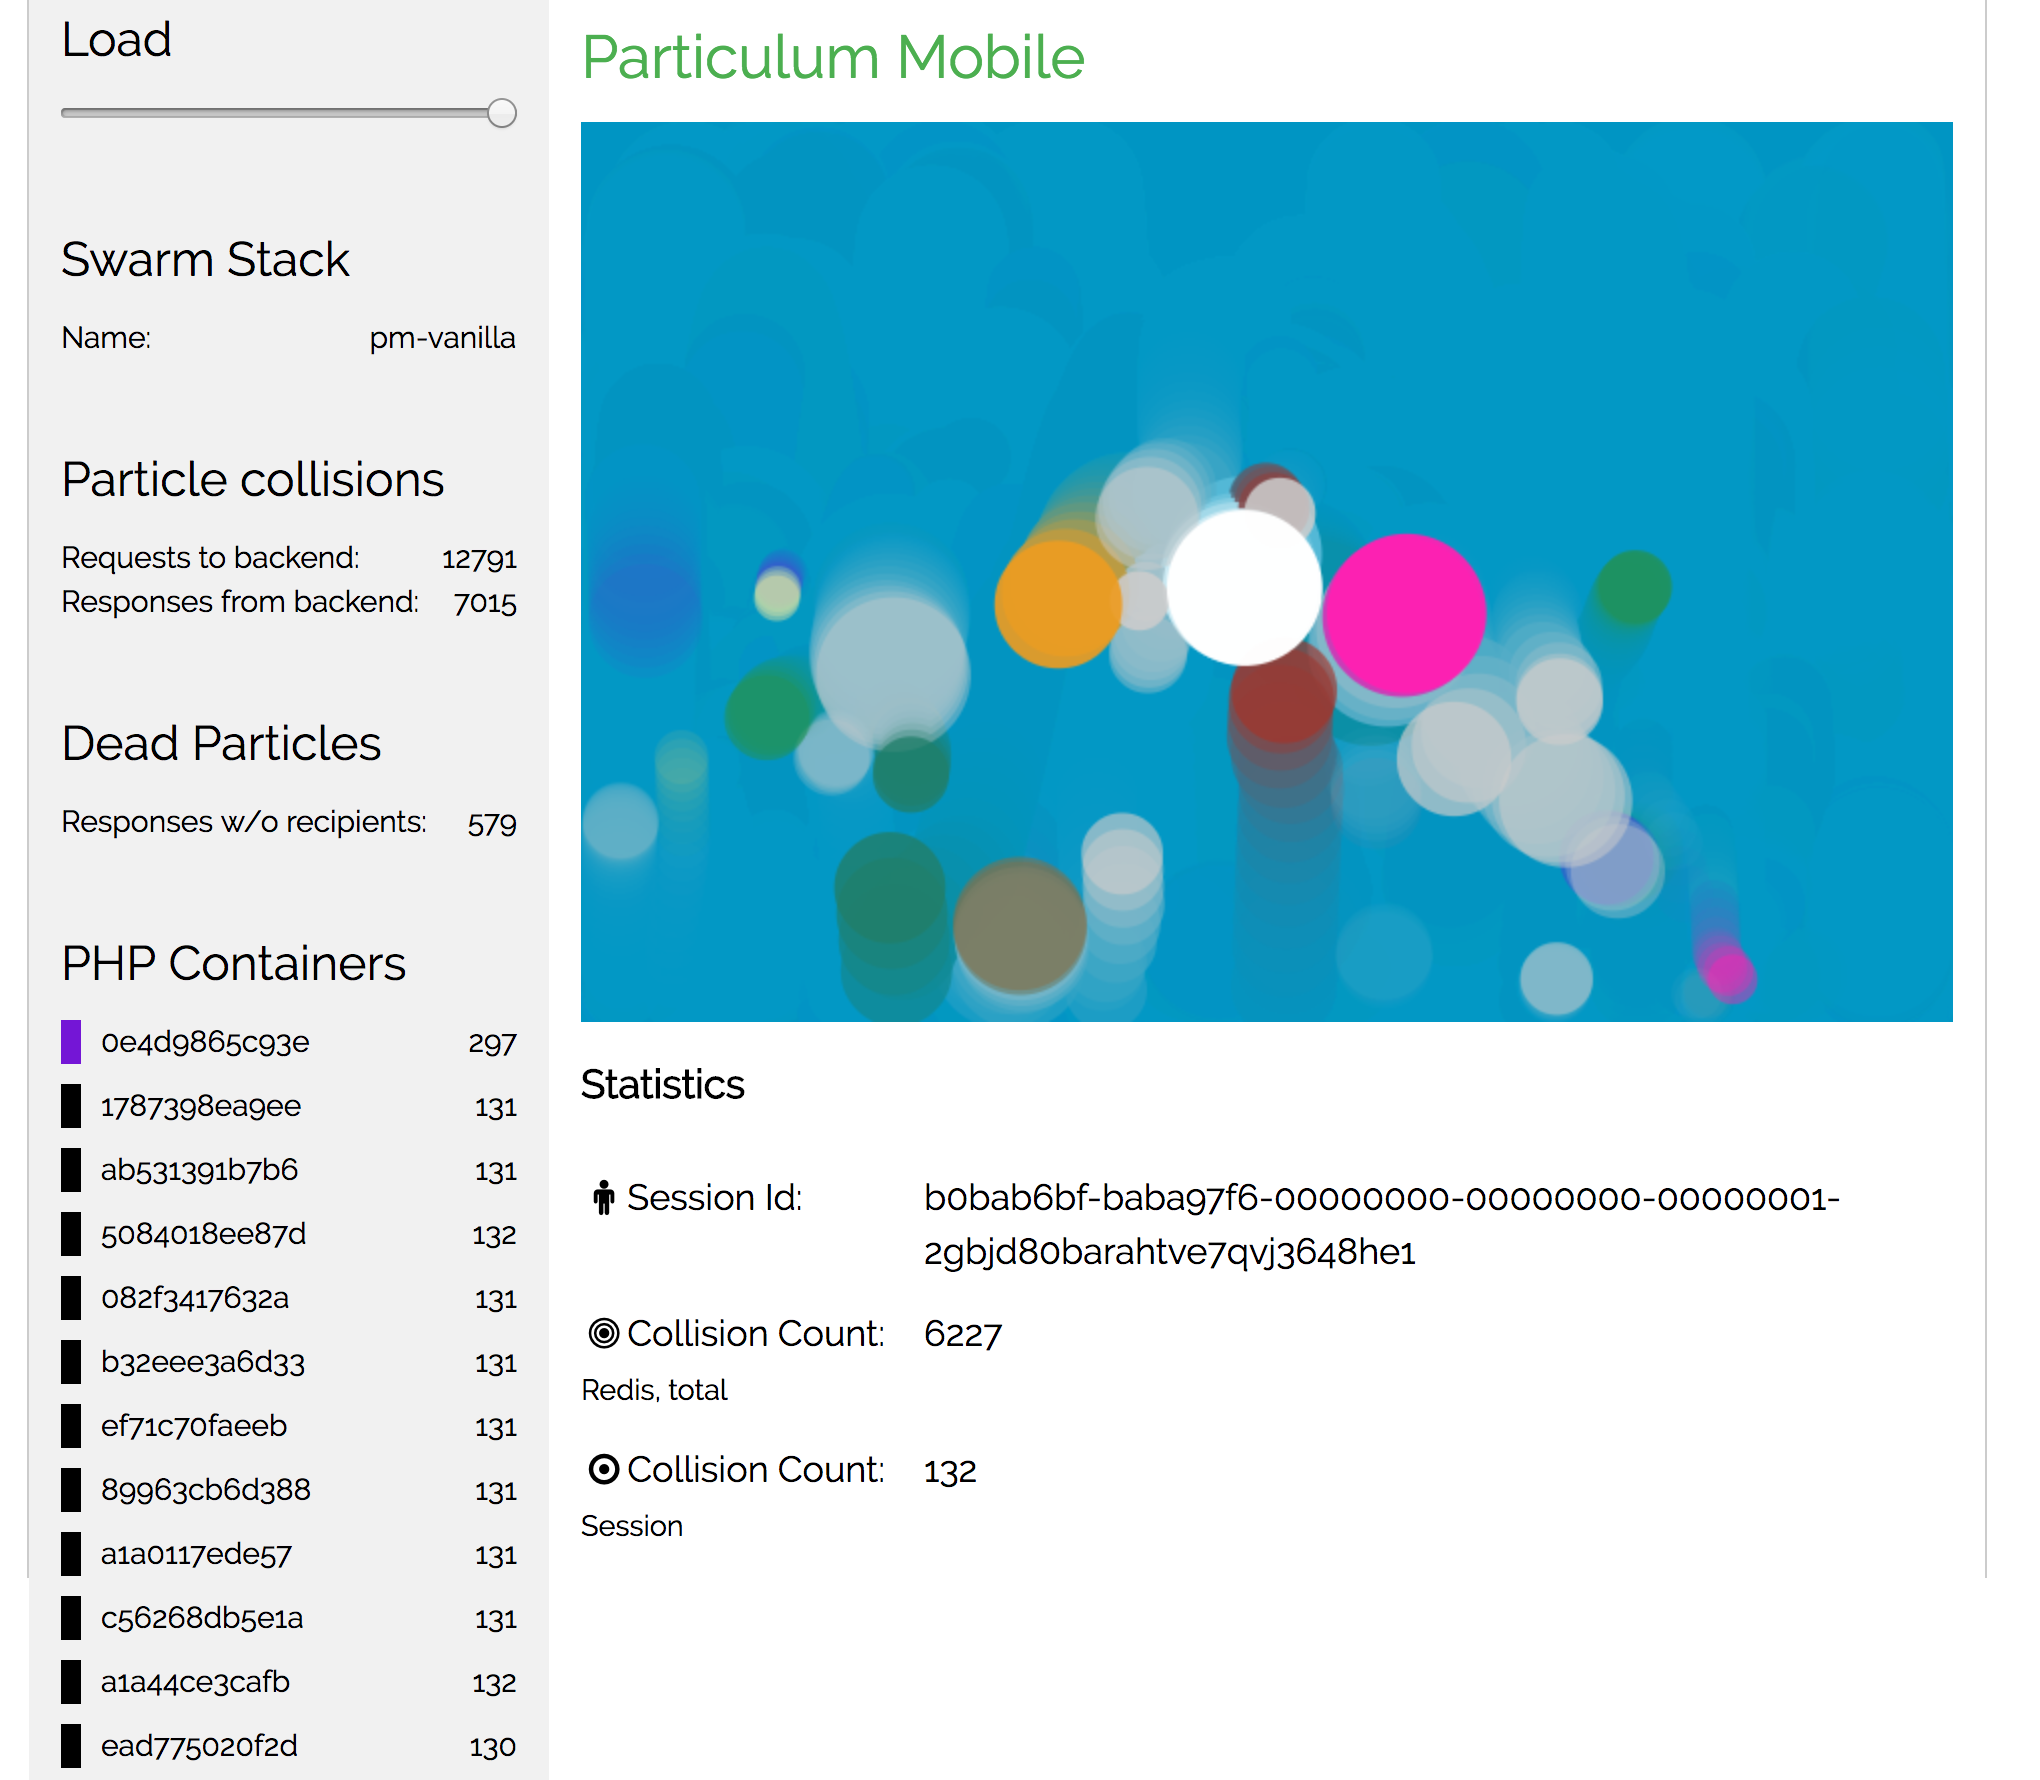 Load
Swarm Stack
Name: pm-vanilla
Particle collisions
Requests to backend: 12791
Responses from backend: 7015
Dead Particles
Responses w/o recipients: 579
PHP Containers
0e4d9865c93e 297
1787398ea9ee 131
ab531391b7b6 131
5084018ee87d 132
082f3417632a 131
b32eee3a6d33 131
ef71c70faeeb 131
89963cb6d388 131
a1a0117ede57 131
c56268db5e1a 131
a1a44ce3cafb 132
ead775020f2d 130
Particulum Mobile
Statistics
Session Id: b0bab6bf-baba97f6-00000000-00000000-00000001-
2gbjd80barahtve7qvj3648he1
Collision Count: 6227
Redis, total
Collision Count: 132
Session